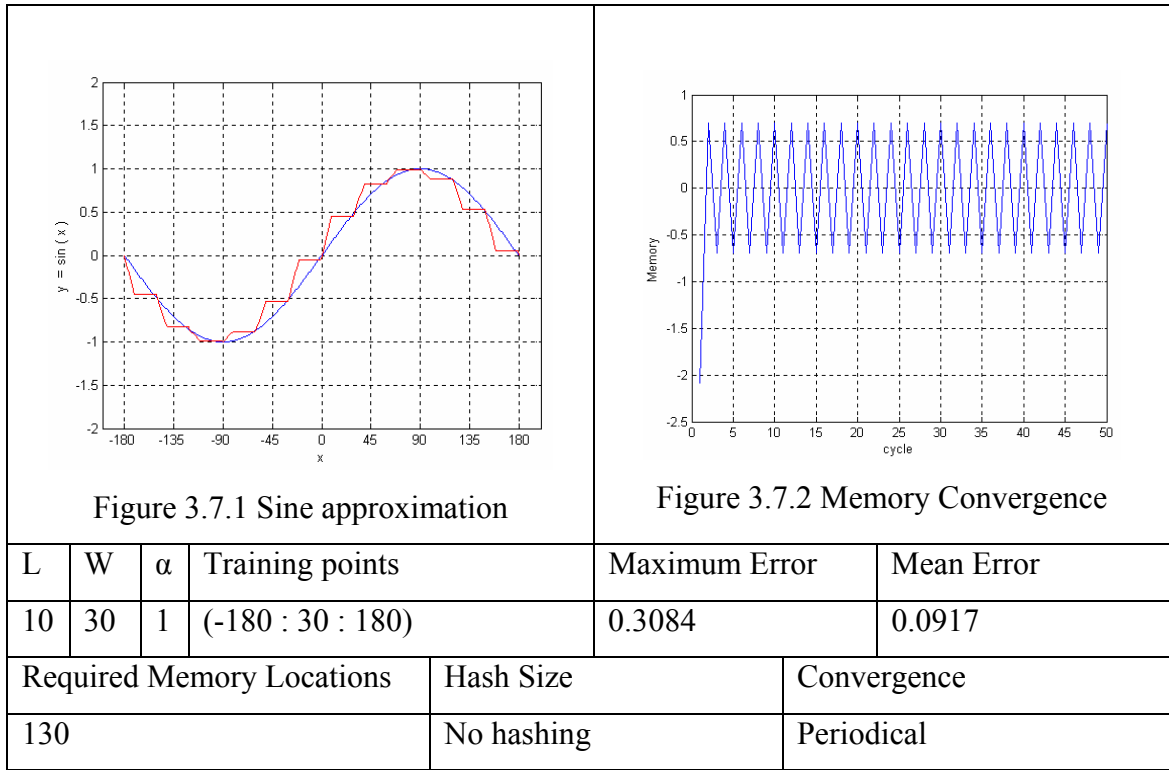 2
1.5
1
0.5
0
-0.5
-1
-1.5
-2
y = sin ( x )
-180 -135 -90 -45 0 45 90 135 180
x
Figure 3.7.1 Sine approximation
1
0.5
0
-0.5
-1
-1.5
-2
-2.5
Memory
0 5 10 15 20 25 30 35 40 45 50
cycle
Figure 3.7.2 Memory Convergence
L W α Training points Maximum Error Mean Error
10 30 1 (-180 : 30 : 180) 0.3084 0.0917
Required Memory Locations Hash Size Convergence
130 No hashing Periodical